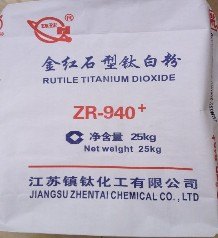 金红石型钛白粉
RUTILE TITANIUM DIOXIDE
ZR-940+
净含量 25kg
Net weight 25kg
江苏镇钛化工有限公司
JIANGSU ZHENTAI CHEMICAL CO., LTD